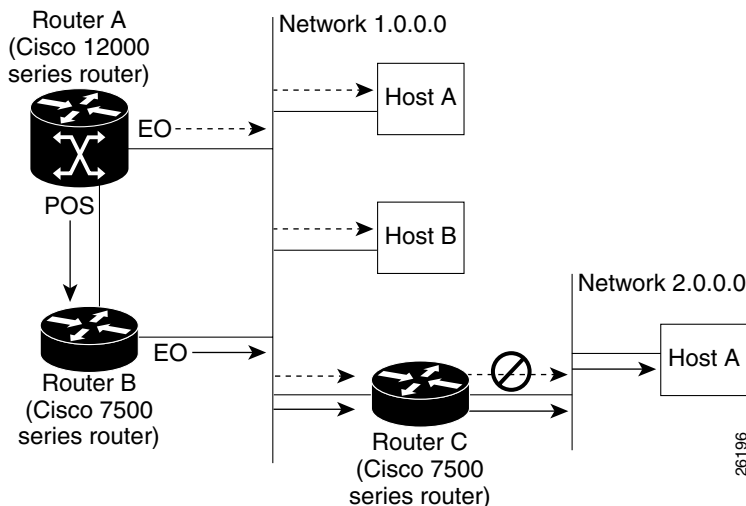 Router A
(Cisco 12000
series router)
Network 1.0.0.0
Host A
EO
POS
Host B
Network 2.0.0.0
EO
Host A
Router B
(Cisco 7500
series router)
Router C
(Cisco 7500
series router)
26196